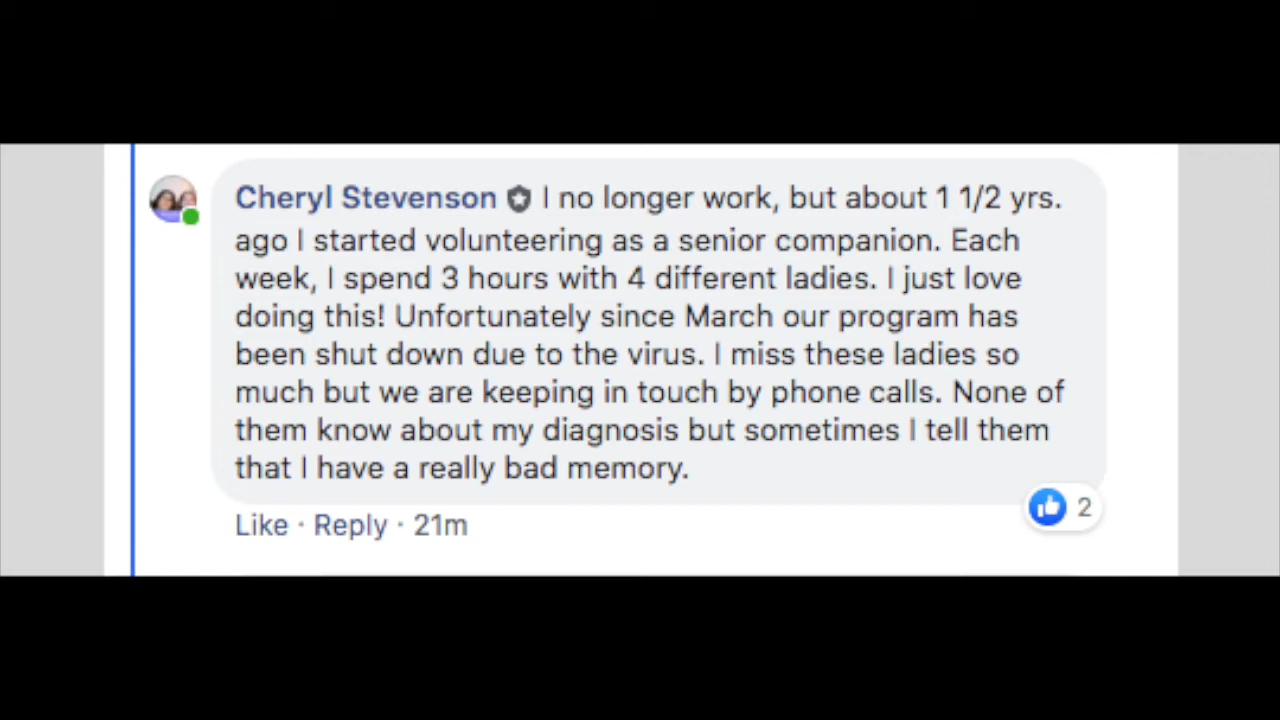 Cheryl Stevenson I no longer work, but about 1 1/2 yrs.
ago I started volunteering as a senior companion. Each
week, I spend 3 hours with 4 different ladies. I just love
doing this! Unfortunately since March our program has
been shut down due to the virus. I miss these ladies so
much but we are keeping in touch by phone calls. None of
them know about my diagnosis but sometimes I tell them
that I have a really bad memory.
2
Like · Reply · 21m